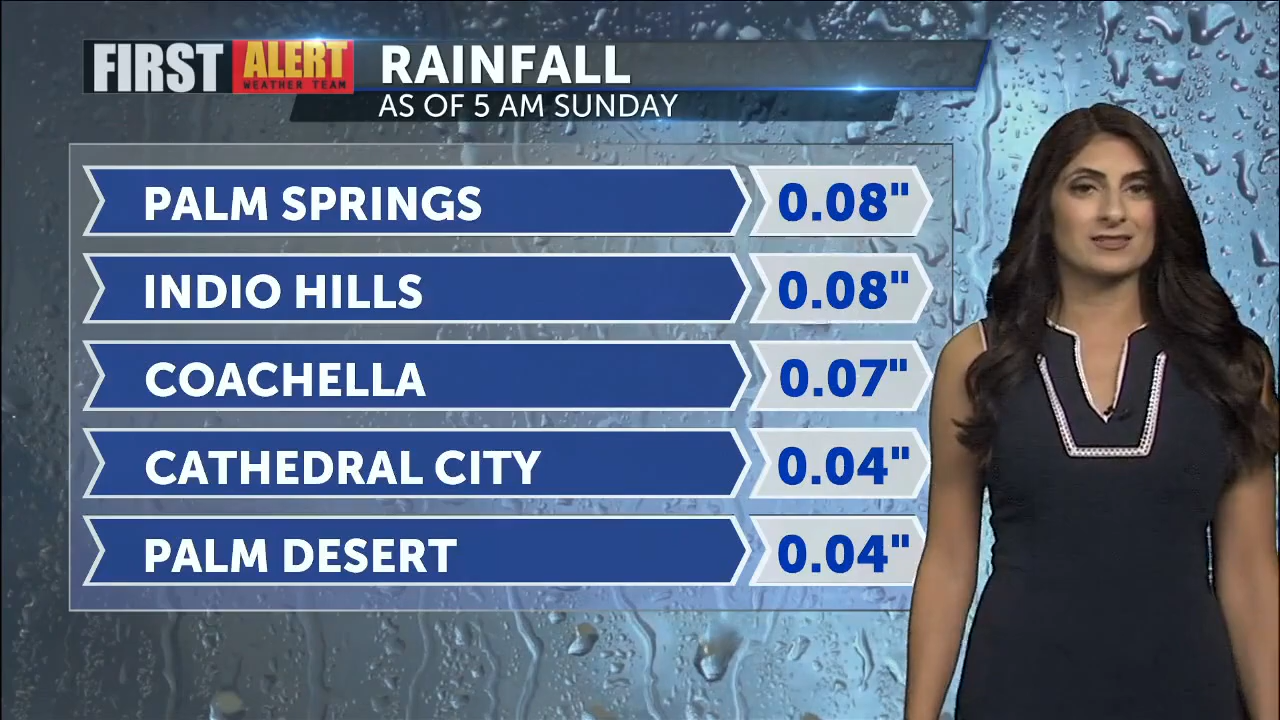 FIRST ALERT
WEATHER TEAM
RAINFALL
AS OF 5 AM SUNDAY
PALM SPRINGS 0.08"
INDIO HILLS 0.08"
COACHELLA 0.07"
CATHEDRAL CITY 0.04"
PALM DESERT 0.04"